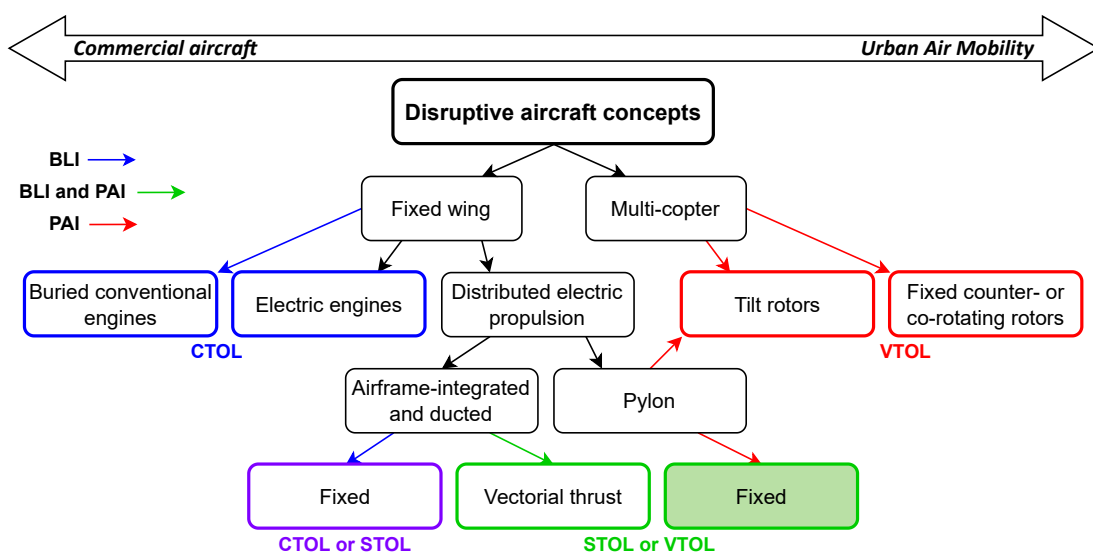 Commercial aircraft
Urban Air Mobility
Disruptive aircraft concepts
BLI
BLI and PAI
PAI
Fixed wing
Multi-copter
Buried conventional
engines
Electric engines
Distributed electric
propulsion
Tilt rotors
Fixed counter- or
co-rotating rotors
CTOL
VTOL
Airframe-integrated
and ducted
Pylon
Fixed
Vectorial thrust
Fixed
CTOL or STOL
STOL or VTOL